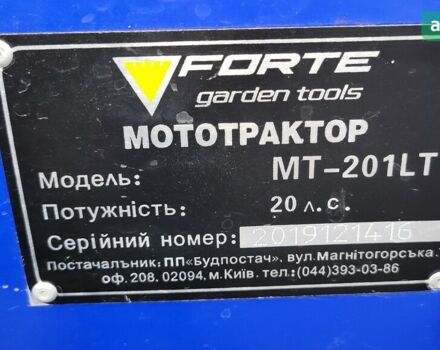 FORTE
garden tools
МОТОТРАКТОР
Модель: MT-201LT
Потужність: 20 л.с.
Серійний номер: 2019121416
Постачальник: ПП «Будпостач», вул.Магнітогорська
оф. 208, 02094, м.Київ. тел.: (044)393-03-86